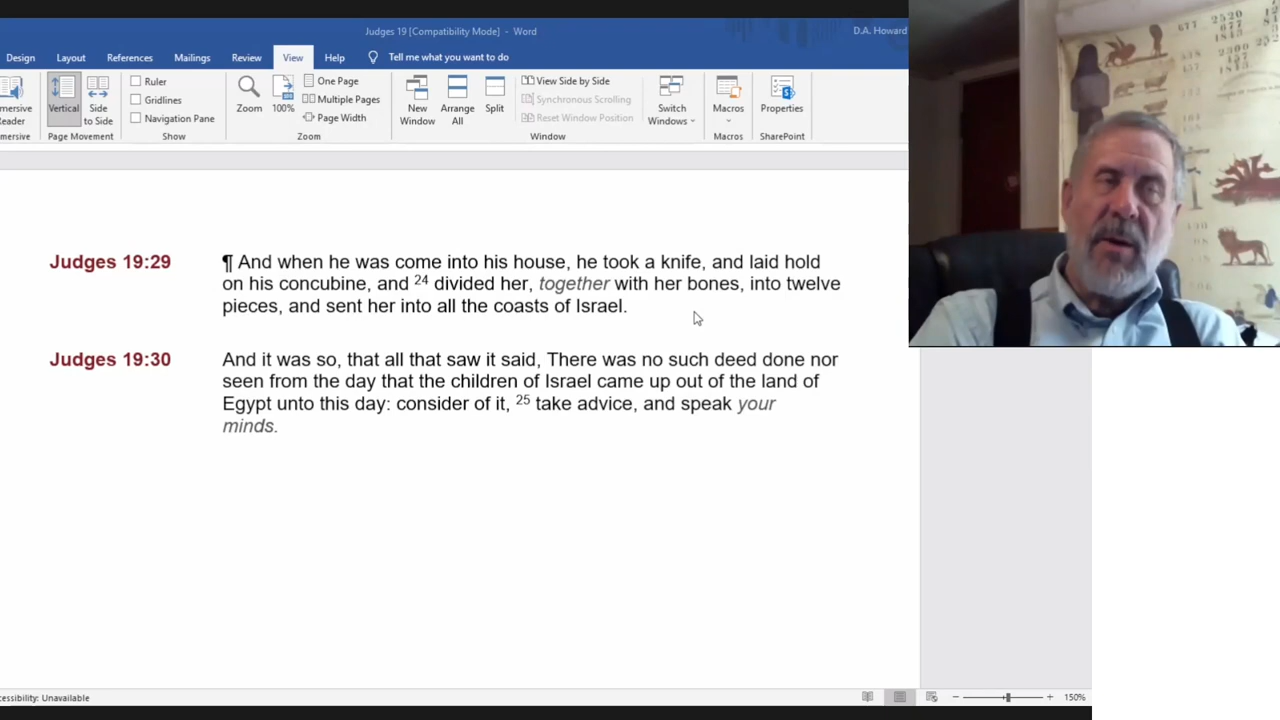 Judges 19 [Compatibility Mode] - Word
D.A. Howard
Design Layout References Mailings Review View Help Tell me what you want to do
Vertical
Side to Side
Page Movement
Ruler
Gridlines
Navigation Pane
Show
Zoom
100%
One Page
Multiple Pages
Page Width
Zoom
New Window
Arrange All
Split
View Side by Side
Synchronous Scrolling
Reset Window Position
Window
Switch Windows
Macros
Macros
Properties
SharePoint
Judges 19:29 ¶ And when he was come into his house, he took a knife, and laid hold
on his concubine, and 24 divided her, together with her bones, into twelve
pieces, and sent her into all the coasts of Israel.
Judges 19:30 And it was so, that all that saw it said, There was no such deed done nor
seen from the day that the children of Israel came up out of the land of
Egypt unto this day: consider of it, 25 take advice, and speak your
minds.
677 2520
2300
1843
cessibility: Unavailable
150%